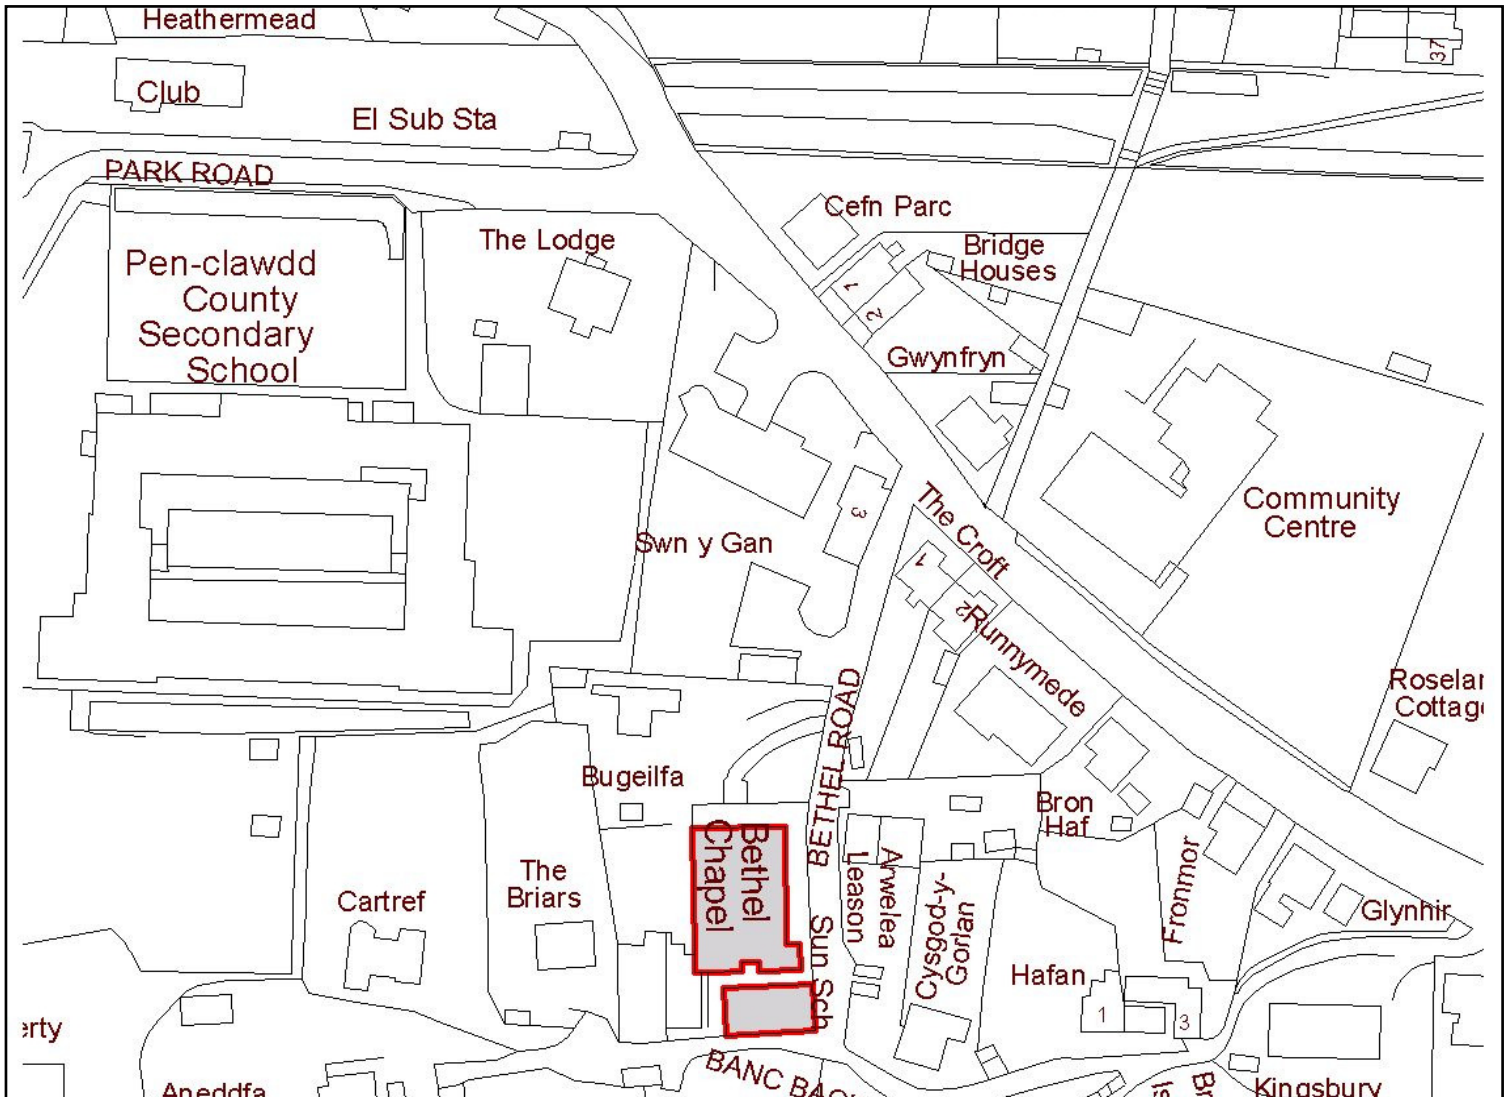 Heathermead
37
Club
El Sub Sta
PARK ROAD
Cefn Parc
The Lodge
Bridge
Houses
Pen-clawdd
County
Secondary
School
1
2
Gwynfryn
Community
Centre
The Croft
3
Swn y Gan
1
2
Runnymede
Roselan
Cottage
BETHEL ROAD
Bugeilfa
Bron
Haf
Bethel
Chapel
The
Briars
Cartref
Leason
Arwelea
Cysgod-y-
Gorlan
Fronmor
Glynhir
Sun Sch
Hafan
1
3
erty
BANC BAC
Aneddfa
Kingsbury